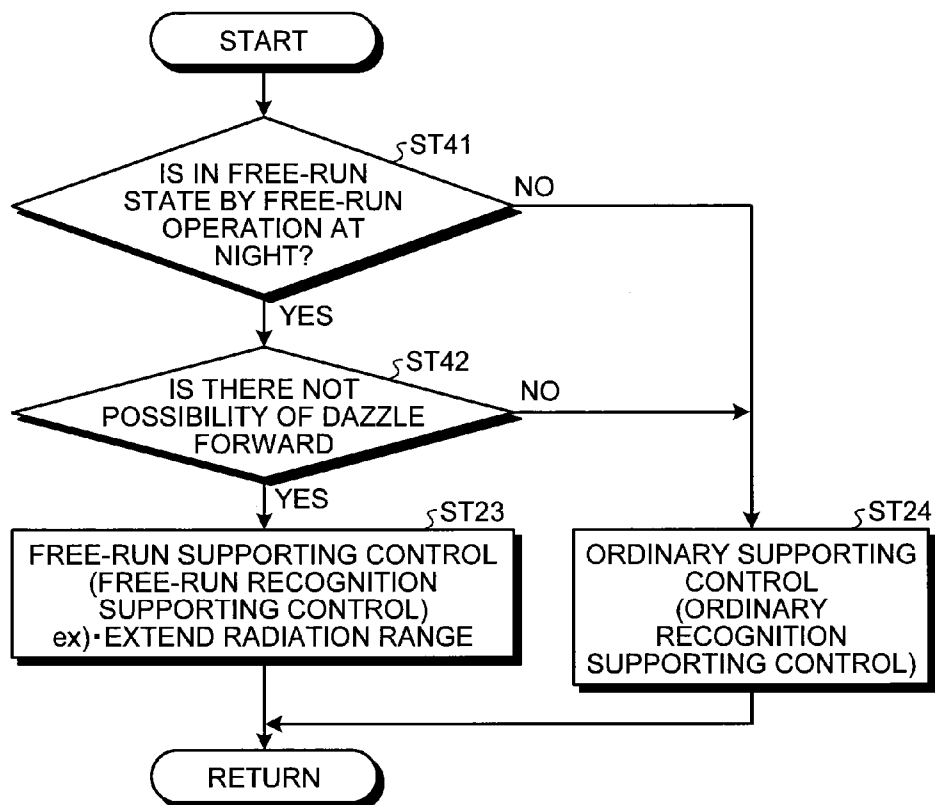 START
ST41
IS IN FREE-RUN
STATE BY FREE-RUN
OPERATION AT
NIGHT?
NO
YES
ST42
IS THERE NOT
POSSIBILITY OF DAZZLE
FORWARD
NO
YES
ST23
FREE-RUN SUPPORTING CONTROL
(FREE-RUN RECOGNITION
SUPPORTING CONTROL)
ex)・EXTEND RADIATION RANGE
ST24
ORDINARY SUPPORTING
CONTROL
(ORDINARY
RECOGNITION
SUPPORTING CONTROL)
RETURN